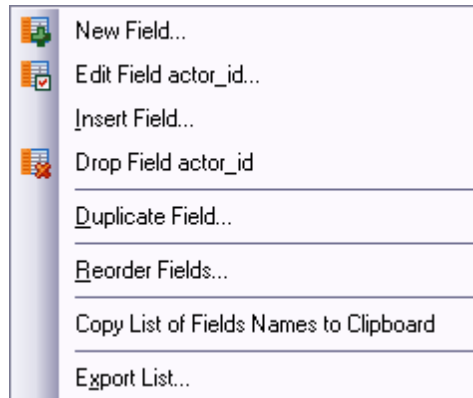 New Field...
Edit Field actor_id...
Insert Field...
Drop Field actor_id
Duplicate Field...
Reorder Fields...
Copy List of Fields Names to Clipboard
Export List...